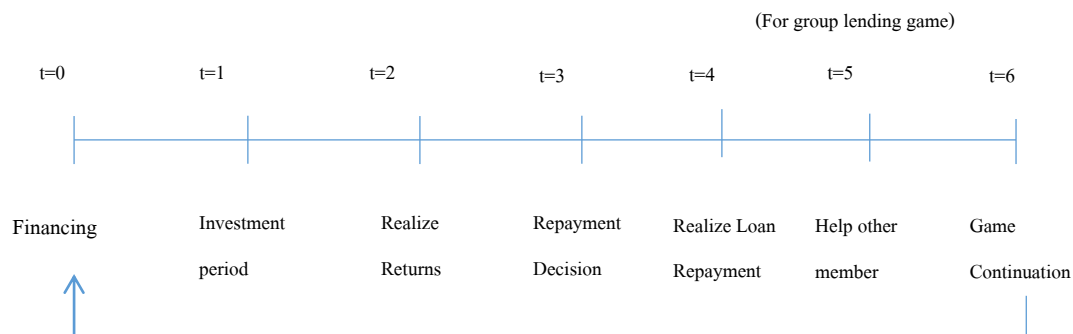 (For group lending game)
t=0 t=1 t=2 t=3 t=4 t=5 t=6
Financing Investment Realize Repayment Realize Loan Help other Game
period Returns Decision Repayment member Continuation